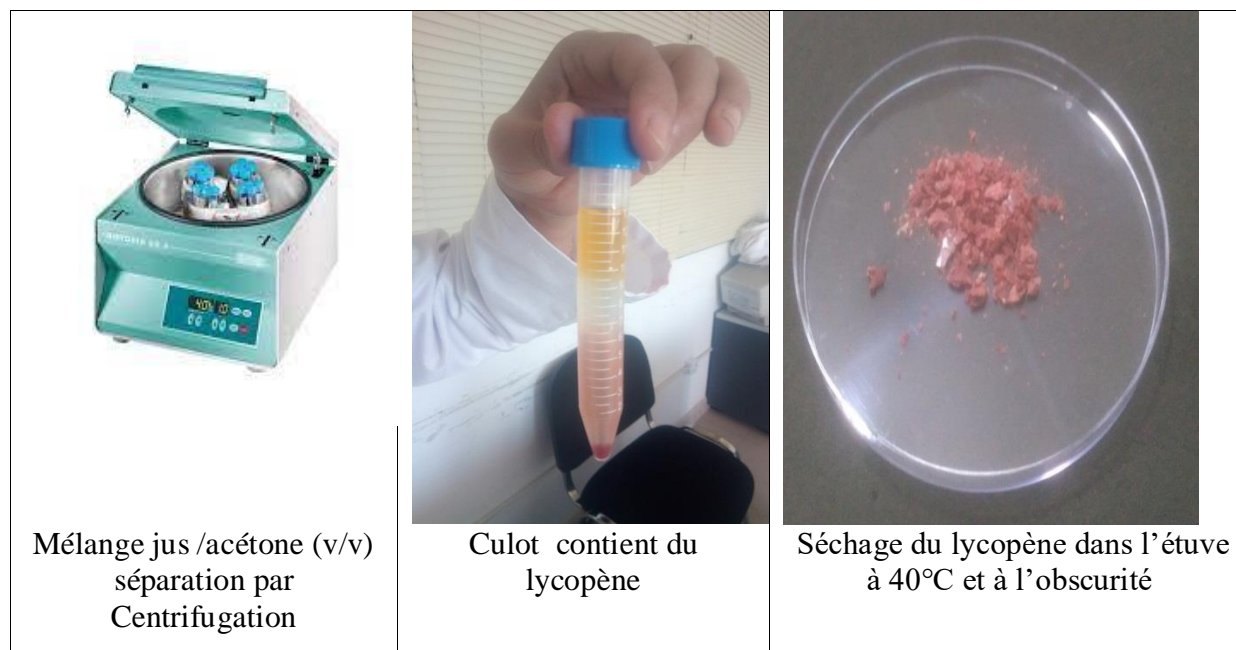 Mélange jus /acétone (v/v)
séparation par
Centrifugation
Culot contient du
lycopène
Séchage du lycopène dans l'étuve
à 40°C et à l'obscurité